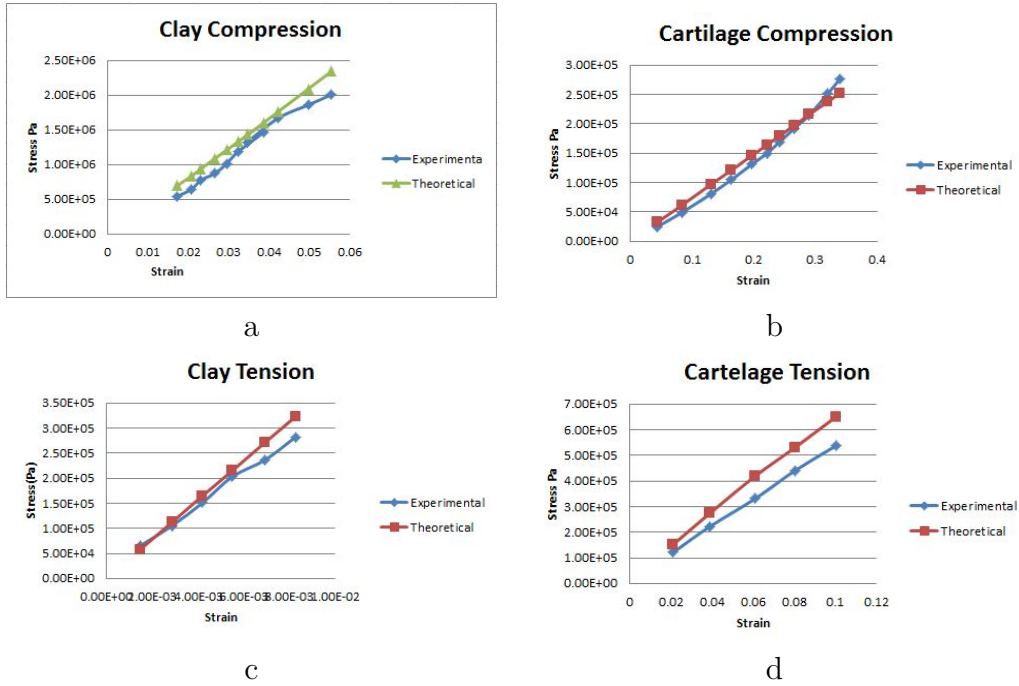 Clay Compression
2.50E+06
2.00E+06
1.50E+06
1.00E+06
5.00E+05
0.00E+00
Stress Pa
0 0.01 0.02 0.03 0.04 0.05 0.06
Strain
Experimenta
Theoretical
a
Cartilage Compression
3.00E+05
2.50E+05
2.00E+05
1.50E+05
1.00E+05
5.00E+04
0.00E+00
Stress Pa
0 0.1 0.2 0.3 0.4
Strain
Experimental
Theoretical
b
Clay Tension
3.50E+05
3.00E+05
2.50E+05
2.00E+05
1.50E+05
1.00E+05
5.00E+04
0.00E+00
Stress(Pa)
0.00E+00 2.00E-03 4.00E-03 6.00E-03 8.00E-03 1.00E-02
Strain
Experimental
Theoretical
c
Cartelage Tension
7.00E+05
6.00E+05
5.00E+05
4.00E+05
3.00E+05
2.00E+05
1.00E+05
0.00E+00
Stress Pa
0 0.02 0.04 0.06 0.08 0.1 0.12
Strain
Experimental
Theoretical
d